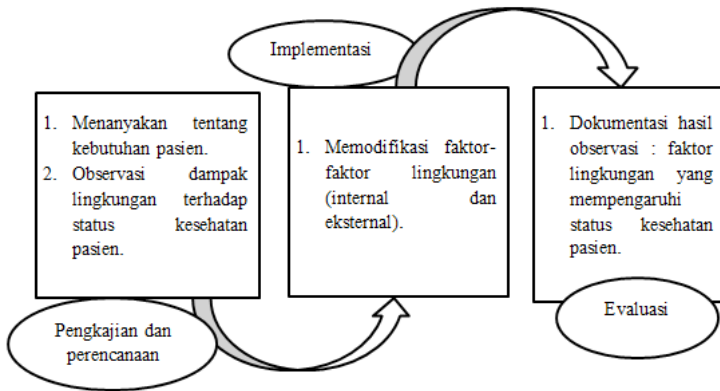 Implementasi
1. Menanyakan tentang
kebutuhan pasien.
2. Observasi dampak
lingkungan terhadap
status kesehatan
pasien.
Pengkajian dan
perencanaan
1. Memodifikasi faktor-
faktor lingkungan
(internal dan
eksternal).
1. Dokumentasi hasil
observasi : faktor
lingkungan yang
mempengaruhi
status kesehatan
pasien.
Evaluasi